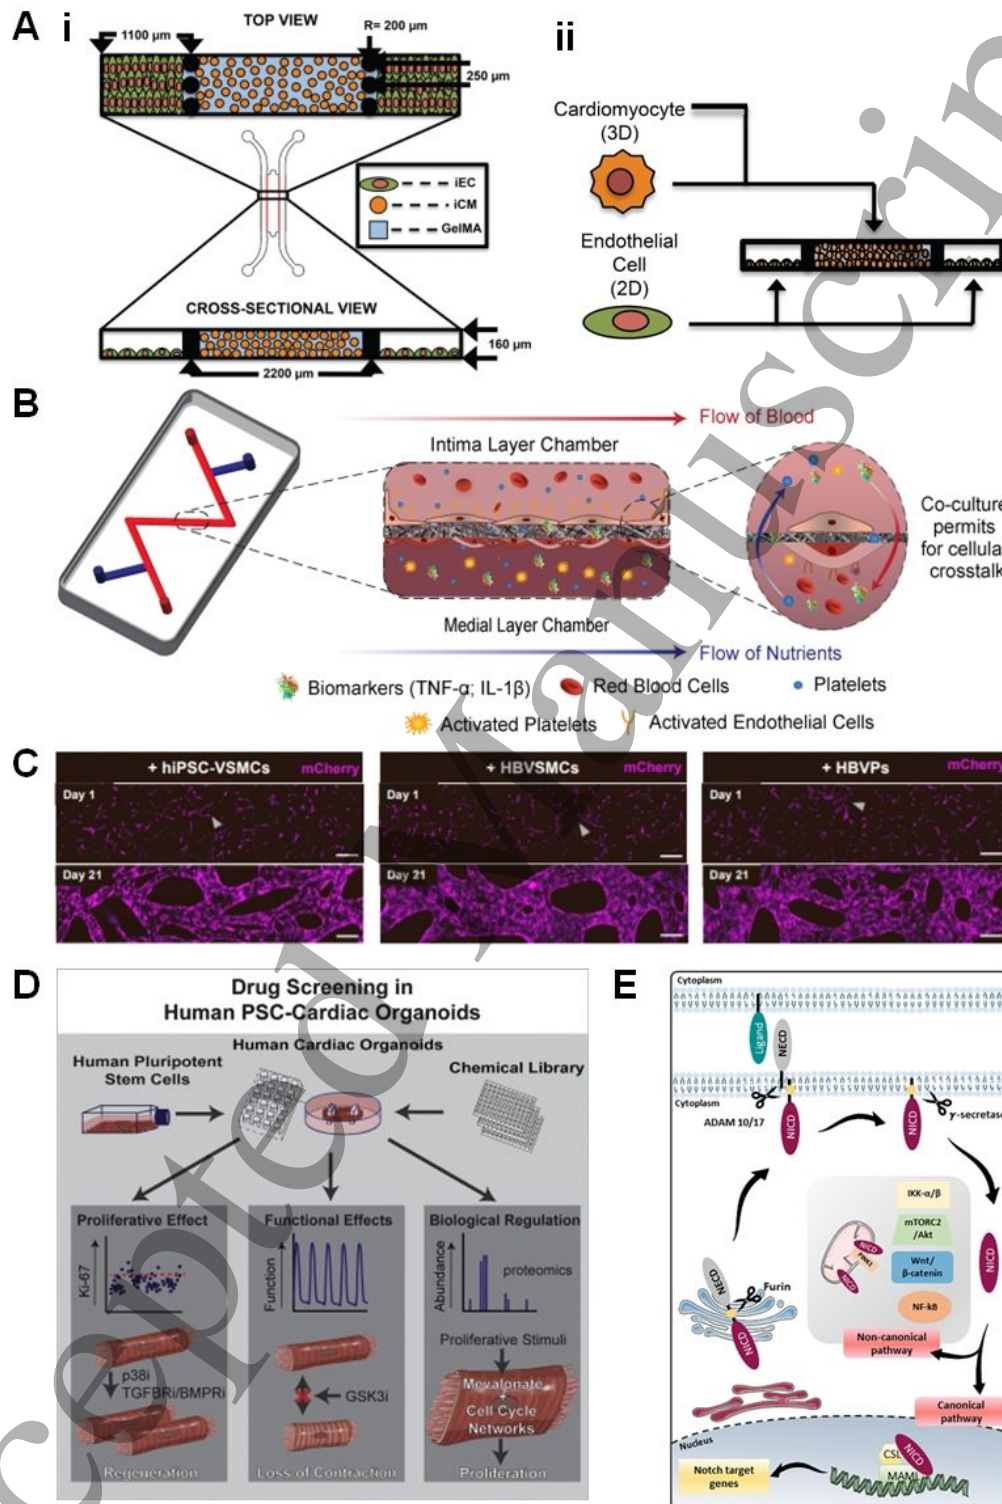 A
i
TOP VIEW
R= 200 µm
1100 µm
250 µm
iEC
iCM
GelMA
CROSS-SECTIONAL VIEW
160 µm
2200 µm
ii
Cardiomyocyte
(3D)
Endothelial
Cell
(2D)
B
Flow of Blood
Intima Layer Chamber
Co-culture
permits
for cellular
crosstalk
Medial Layer Chamber
Flow of Nutrients
Biomarkers (TNF-α; IL-1β)
Red Blood Cells
Platelets
Activated Platelets
Activated Endothelial Cells
C
+ hiPSC-VSMCs mCherry
+ HBVSMCs mCherry
+ HBVPs mCherry
Day 1
Day 1
Day 1
Day 21
Day 21
Day 21
D
Drug Screening in
Human PSC-Cardiac Organoids
Human Cardiac Organoids
Human Pluripotent
Stem Cells
Chemical Library
Proliferative Effect
Ki-67
p38i
TGFBRi/BMPRi
Regeneration
Functional Effects
Function
GSK3i
Loss of Contraction
Biological Regulation
Abundance
proteomics
Proliferative Stimuli
Mevalonate
+
Cell Cycle
Networks
Proliferation
E
Cytoplasm
Ligand
NECD
Cytoplasm
ADAM 10/17
NICD
NICD
γ-secretase
IKK-α/β
mTORC2
/Akt
Wnt/
β-catenin
NF-kB
NICD
PINK1
NICD
NICD
NECD
Furin
NICD
Non-canonical
pathway
Canonical
pathway
Nucleus
CSL
NICD
MAML
Notch target
genes
cepted Manuscrip